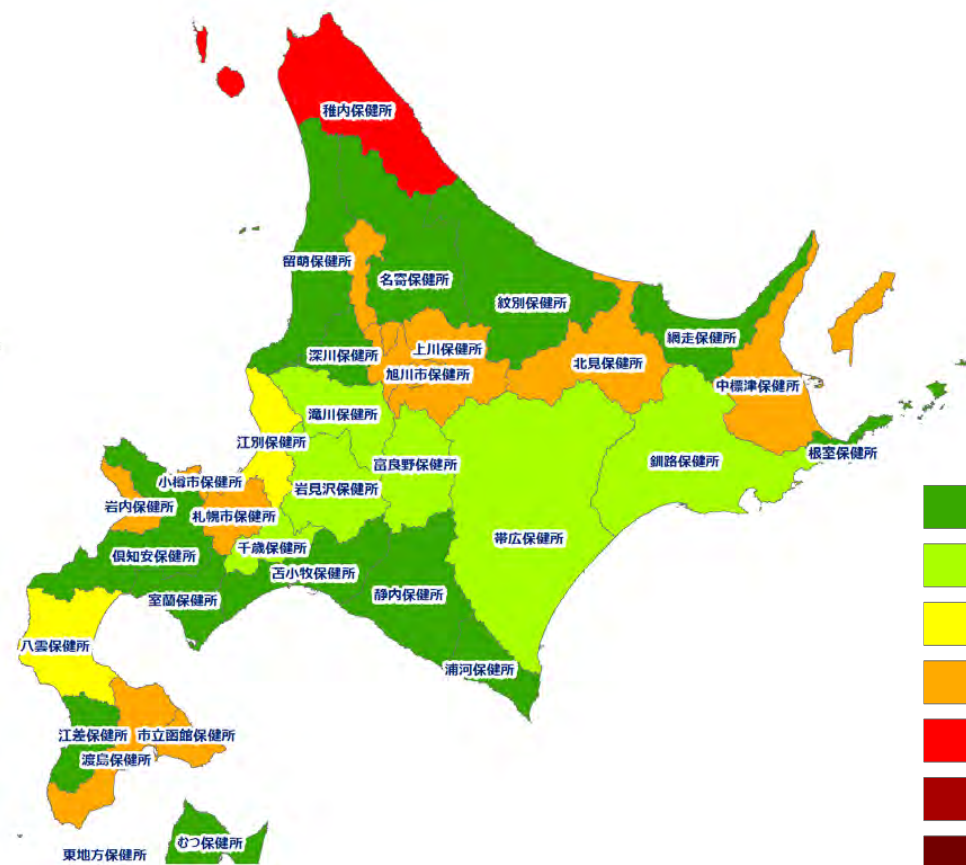 稚内保健所
留萌保健所
名寄保健所
紋別保健所
網走保健所
上川保健所
深川保健所
北見保健所
旭川市保健所
中標津保健所
滝川保健所
江別保健所
富良野保健所
釧路保健所
根室保健所
小樽市保健所
岩見沢保健所
岩内保健所
札幌市保健所
帯広保健所
千歳保健所
倶知安保健所
苫小牧保健所
静内保健所
室蘭保健所
八雲保健所
浦河保健所
江差保健所
市立函館保健所
渡島保健所
むつ保健所
東地方保健所